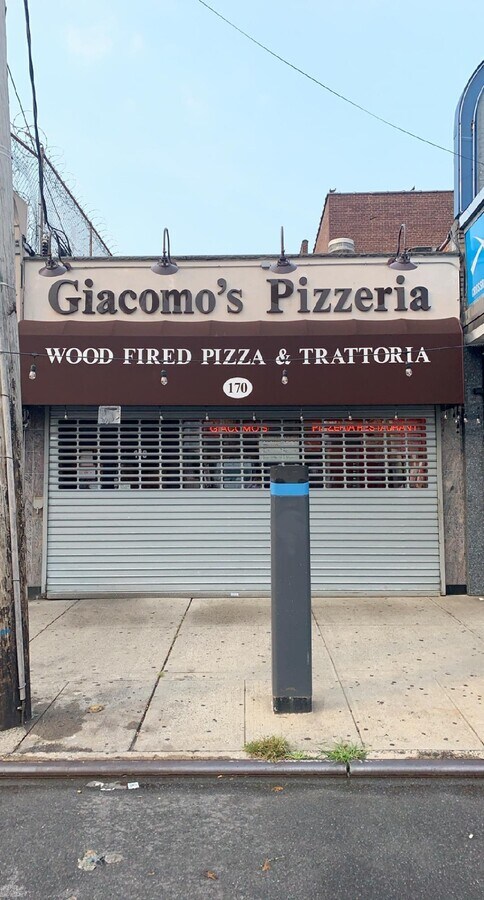 Giacomo's Pizzeria
WOOD FIRED PIZZA & TRATTORIA
170
GIACOMO'S PIZZERIA RESTAURANT